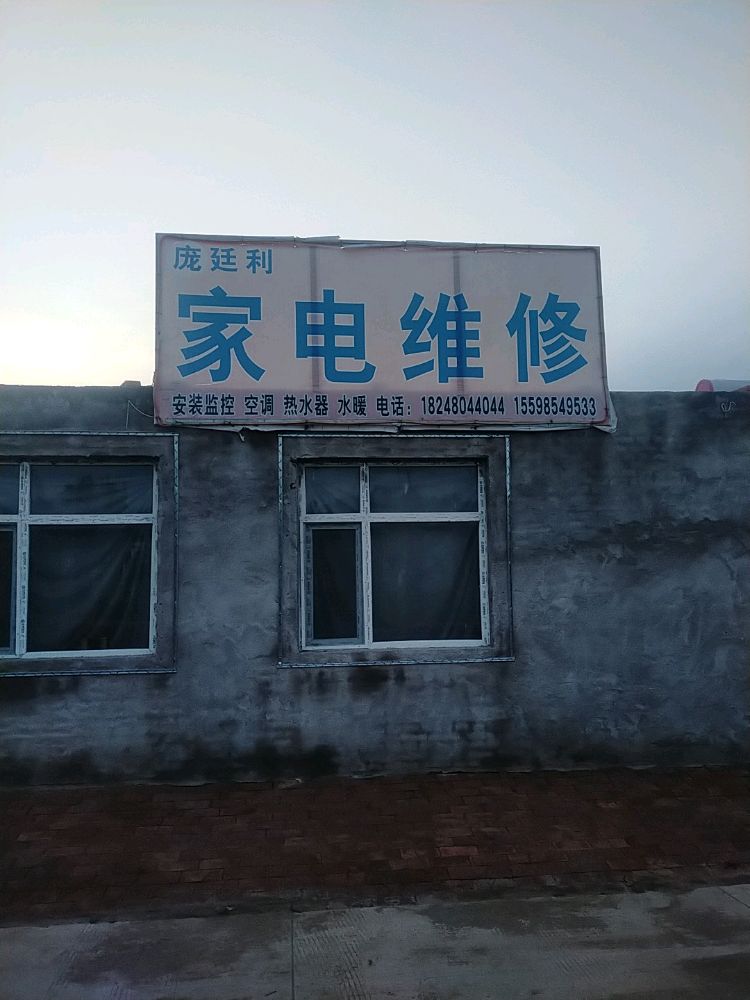 庞廷利
家电维修
安装监控 空调 热水器 水暖 电话：18248044044 15598549533